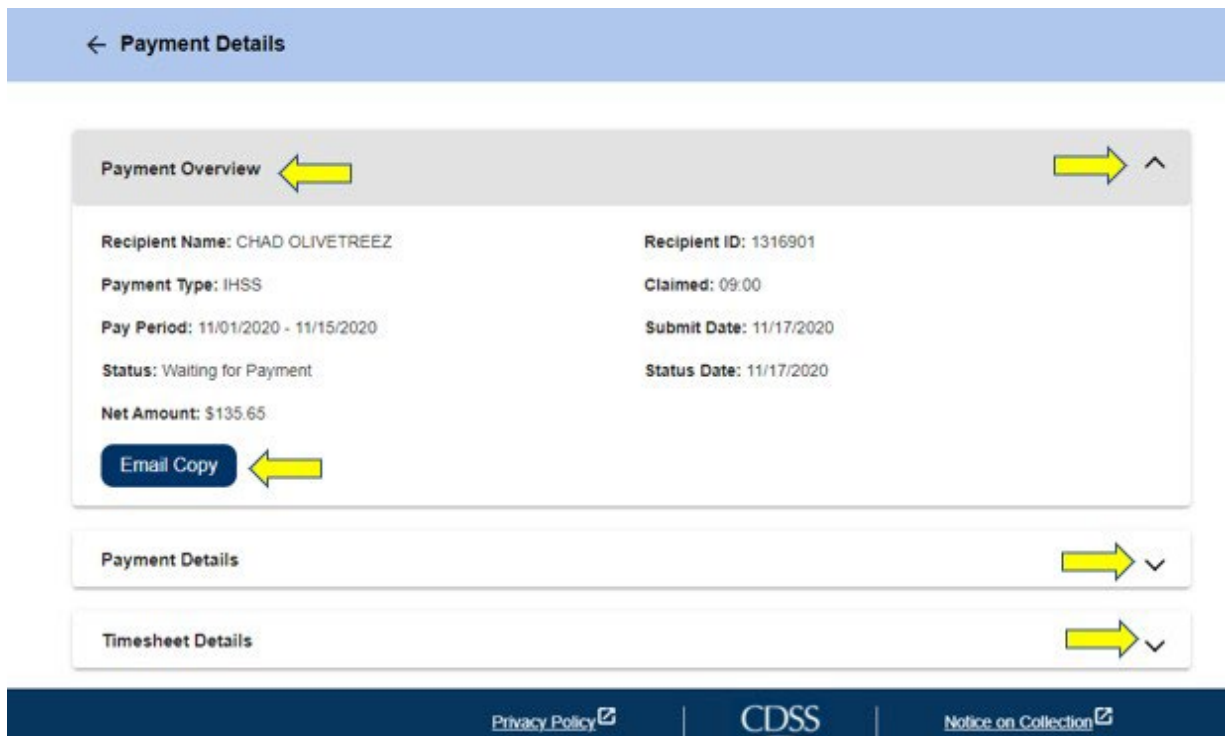 Payment Details
Payment Overview
Recipient Name: CHAD OLIVETREEZ
Recipient ID: 1316901
Payment Type: IHSS
Claimed: 09:00
Pay Period: 11/01/2020 - 11/15/2020
Submit Date: 11/17/2020
Status: Waiting for Payment
Status Date: 11/17/2020
Net Amount: $135.65
Email Copy
Payment Details
Timesheet Details
Privacy Policy | CDSS | Notice on Collection